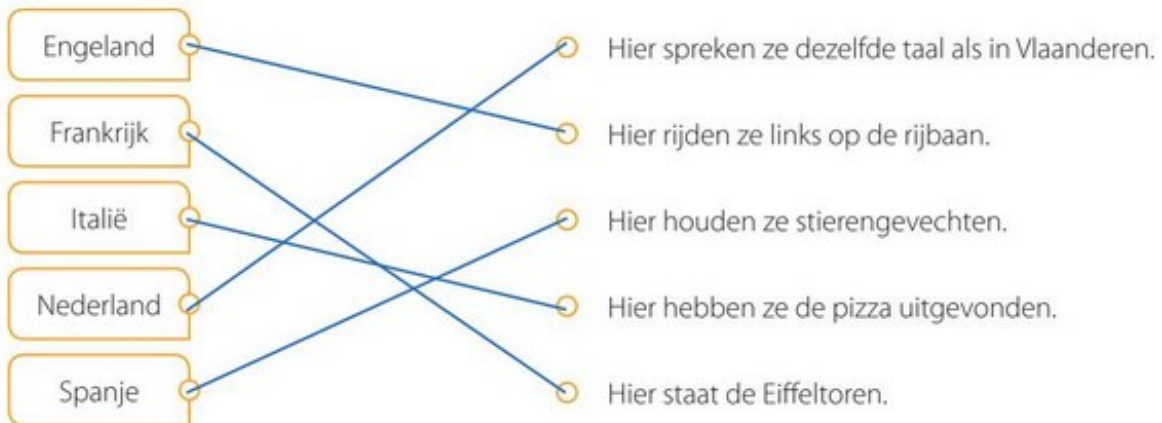 Engeland
Hier spreken ze dezelfde taal als in Vlaanderen.
Frankrijk
Hier rijden ze links op de rijbaan.
Italië
Hier houden ze stierengevechten.
Nederland
Hier hebben ze de pizza uitgevonden.
Spanje
Hier staat de Eiffeltoren.